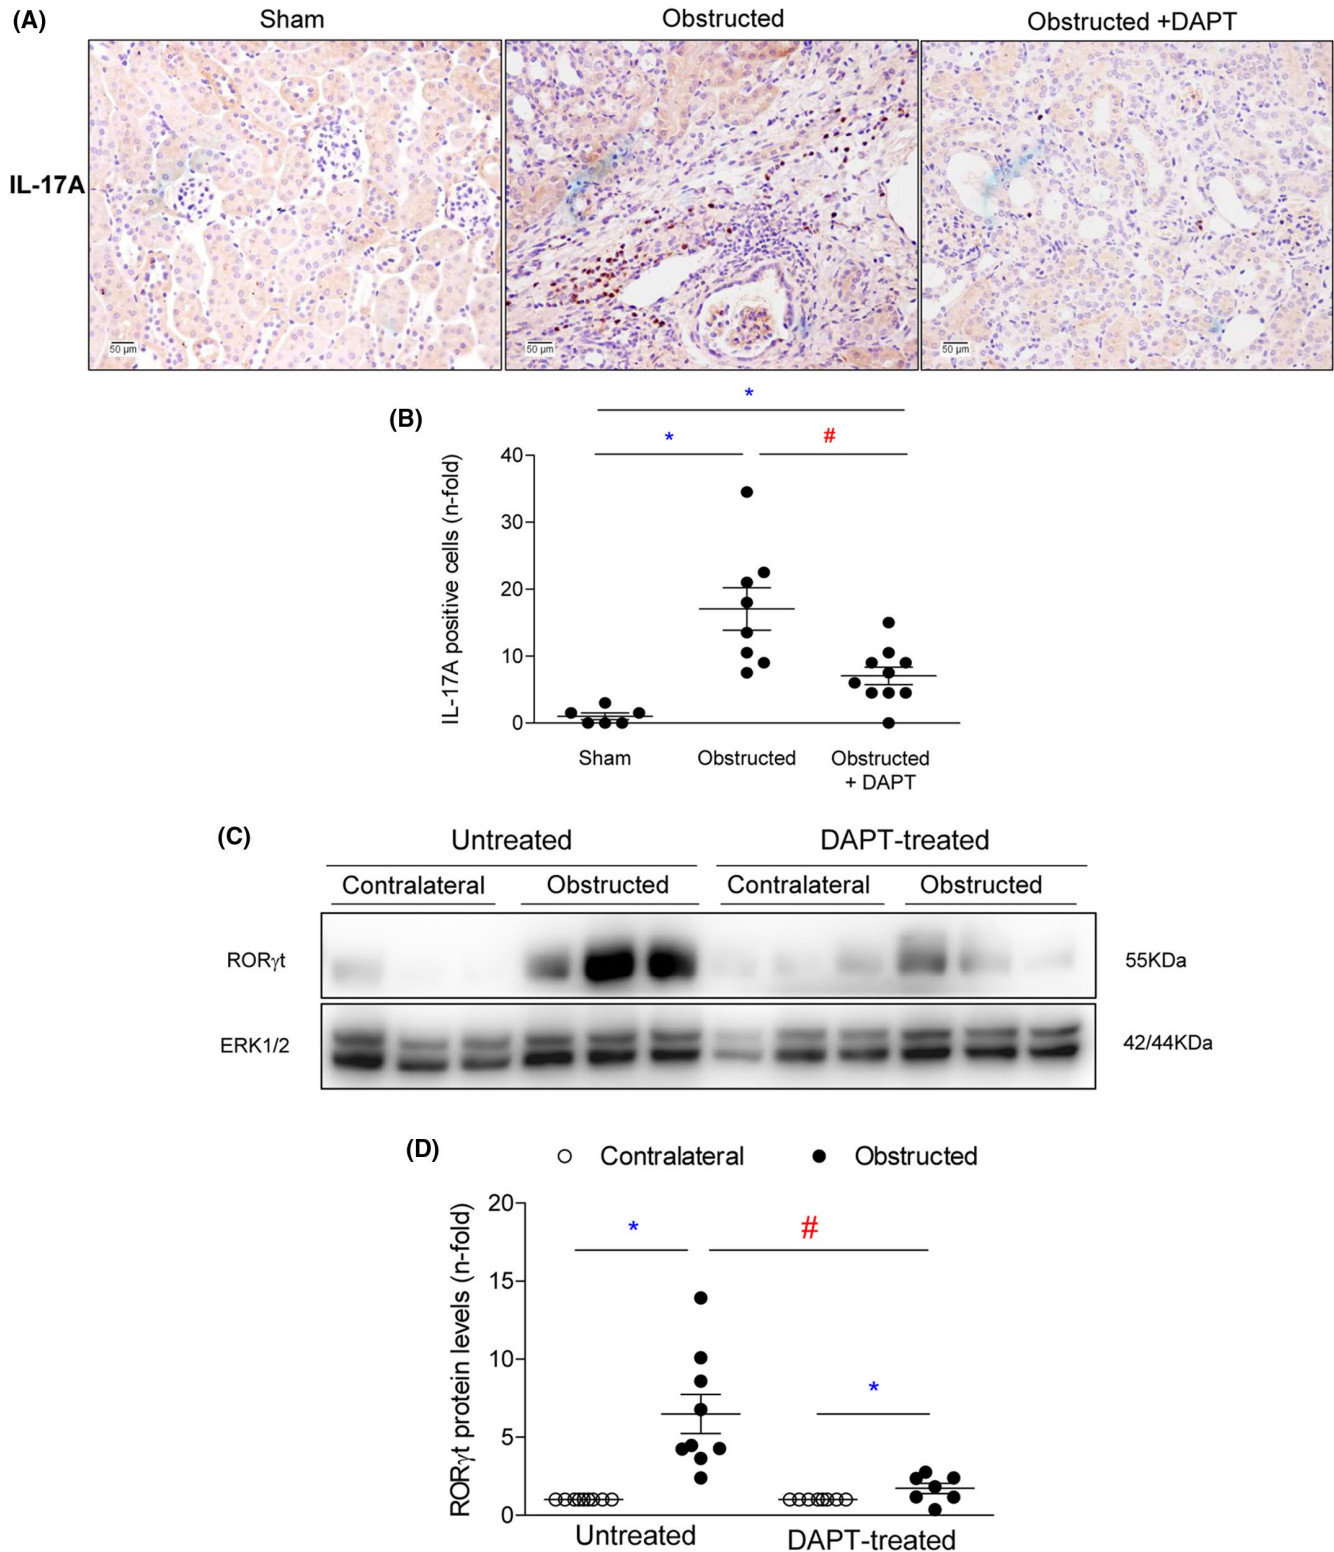 (A)
Sham
Obstructed
Obstructed +DAPT
IL-17A
50 µm
50 µm
50 µm
(B)
*
*
#
IL-17A positive cells (n-fold)
40
30
20
10
0
Sham
Obstructed
Obstructed
+ DAPT
(C)
Untreated
DAPT-treated
Contralateral
Obstructed
Contralateral
Obstructed
RORγt
55KDa
ERK1/2
42/44KDa
(D)
Contralateral
Obstructed
RORγt protein levels (n-fold)
20
15
10
5
0
*
#
*
Untreated
DAPT-treated